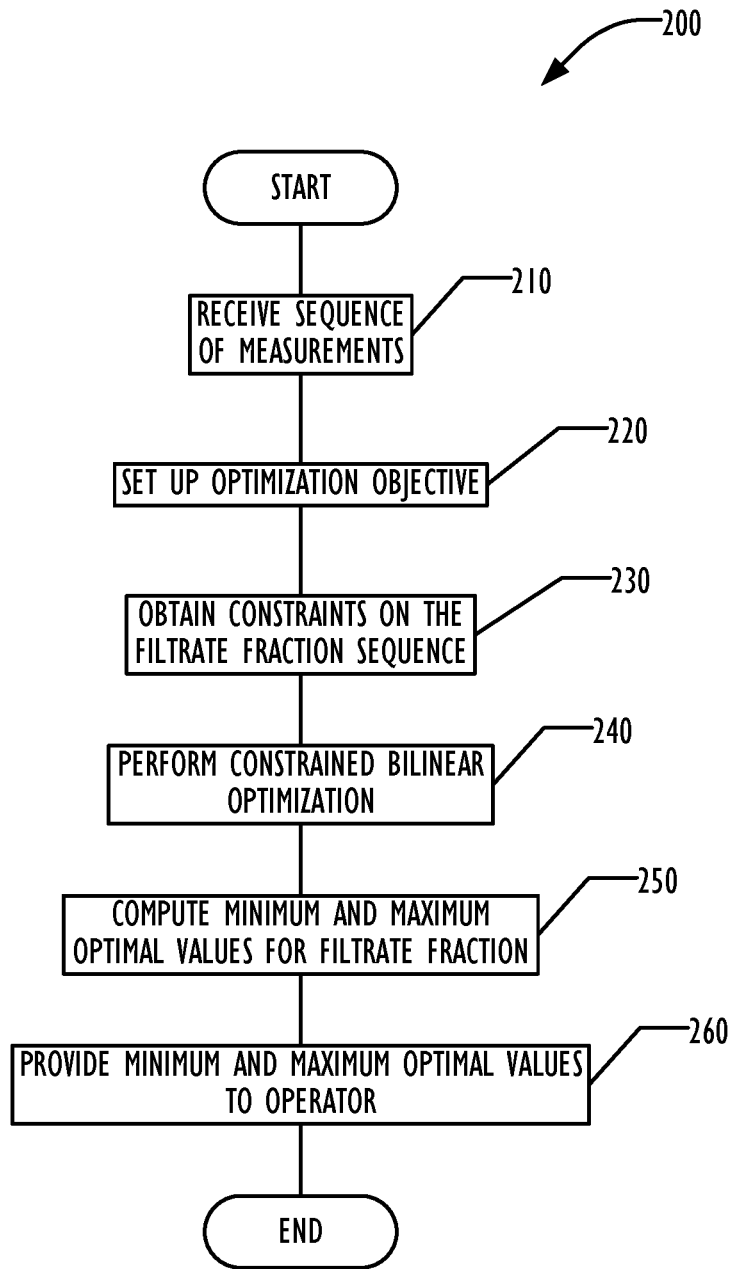 200
START
210
RECEIVE SEQUENCE
OF MEASUREMENTS
220
SET UP OPTIMIZATION OBJECTIVE
230
OBTAIN CONSTRAINTS ON THE
FILTRATE FRACTION SEQUENCE
240
PERFORM CONSTRAINED BILINEAR
OPTIMIZATION
250
COMPUTE MINIMUM AND MAXIMUM
OPTIMAL VALUES FOR FILTRATE FRACTION
260
PROVIDE MINIMUM AND MAXIMUM OPTIMAL VALUES
TO OPERATOR
END